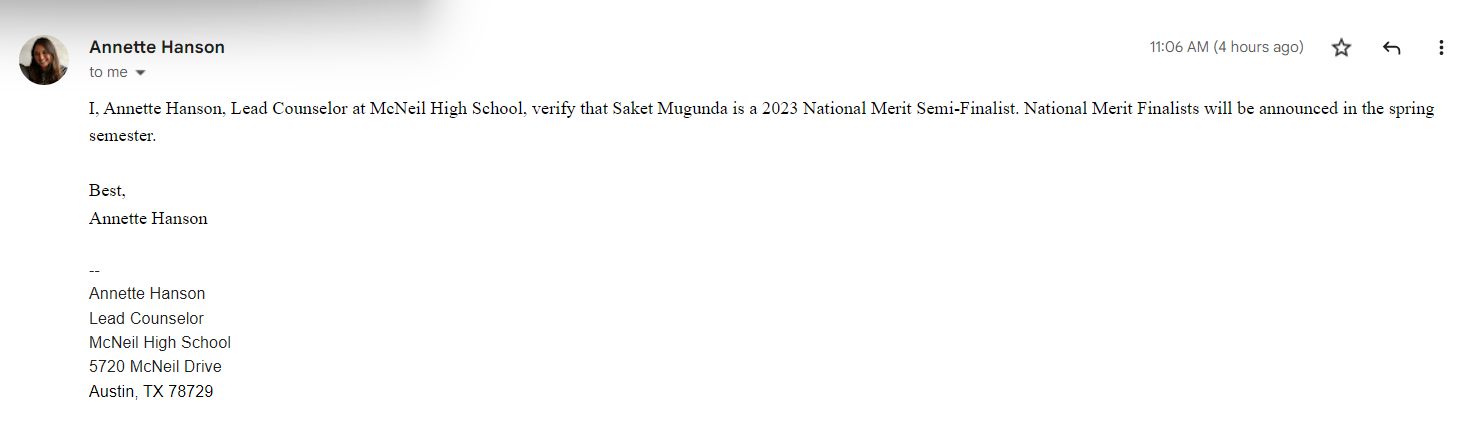 Annette Hanson
11:06 AM (4 hours ago)
to me
I, Annette Hanson, Lead Counselor at McNeil High School, verify that Saket Mugunda is a 2023 National Merit Semi-Finalist. National Merit Finalists will be announced in the spring
semester.
Best,
Annette Hanson
--
Annette Hanson
Lead Counselor
McNeil High School
5720 McNeil Drive
Austin, TX 78729